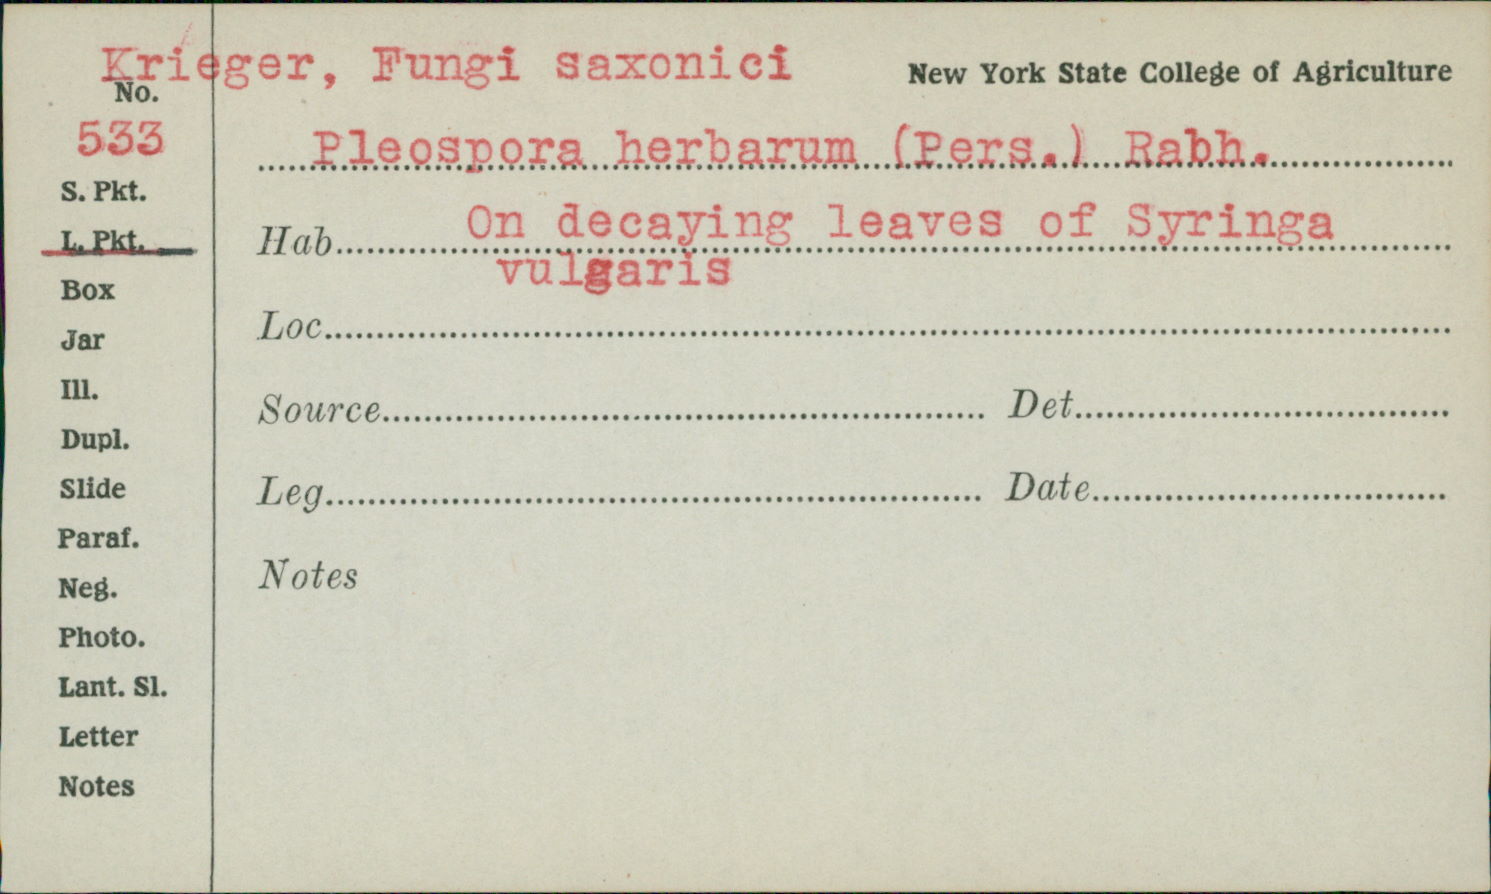 Krieger, Fungi saxonici
New York State College of Agriculture
No.
533
Pleospora herbarum (Pers.) Rabh.
S. Pkt.
L. Pkt.
Hab. On decaying leaves of Syringa
vulgaris
Box
Loc.
Jar
Ill.
Source Det.
Dupl.
Slide
Leg. Date
Paraf.
Notes
Neg.
Photo.
Lant. Sl.
Letter
Notes